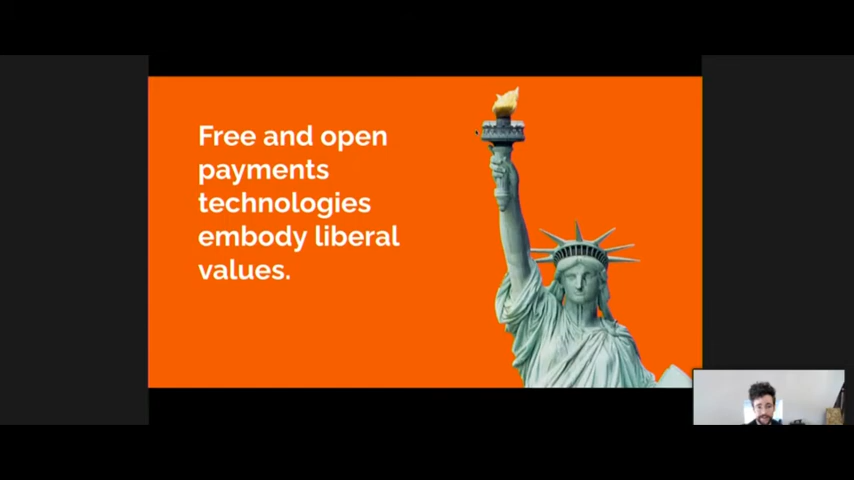 Free and open
payments
technologies
embody liberal
values.